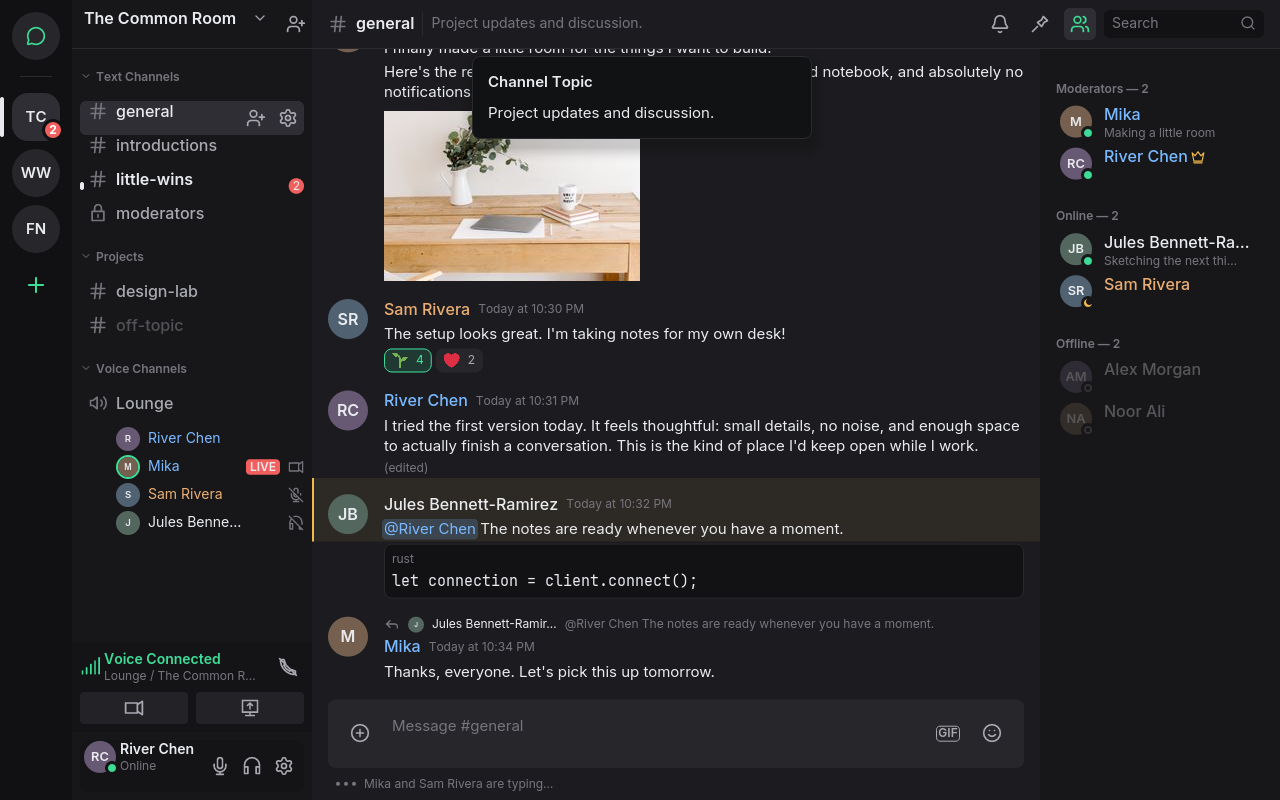 The Common Room
general
Project updates and discussion.
Search
TC
2
WW
FN
Text Channels
general
introductions
little-wins
2
moderators
Projects
design-lab
off-topic
Voice Channels
Lounge
R
River Chen
M
Mika
LIVE
S
Sam Rivera
J
Jules Benne...
Voice Connected
Lounge / The Common R...
RC
River Chen
Online
I finally made a little room for the things I want to build.
Here's the re
d notebook, and absolutely no
notifications
Channel Topic
Project updates and discussion.
SR
Sam Rivera
Today at 10:30 PM
The setup looks great. I'm taking notes for my own desk!
4
2
RC
River Chen
Today at 10:31 PM
I tried the first version today. It feels thoughtful: small details, no noise, and enough space
to actually finish a conversation. This is the kind of place I'd keep open while I work.
(edited)
JB
Jules Bennett-Ramirez
Today at 10:32 PM
@River Chen The notes are ready whenever you have a moment.
rust
let connection = client.connect();
J
Jules Bennett-Ramir...
@River Chen The notes are ready whenever you have a moment.
M
Mika
Today at 10:34 PM
Thanks, everyone. Let's pick this up tomorrow.
Message #general
GIF
Mika and Sam Rivera are typing...
Moderators — 2
M
Mika
Making a little room
RC
River Chen
Online — 2
JB
Jules Bennett-Ra...
Sketching the next thi...
SR
Sam Rivera
Offline — 2
AM
Alex Morgan
NA
Noor Ali